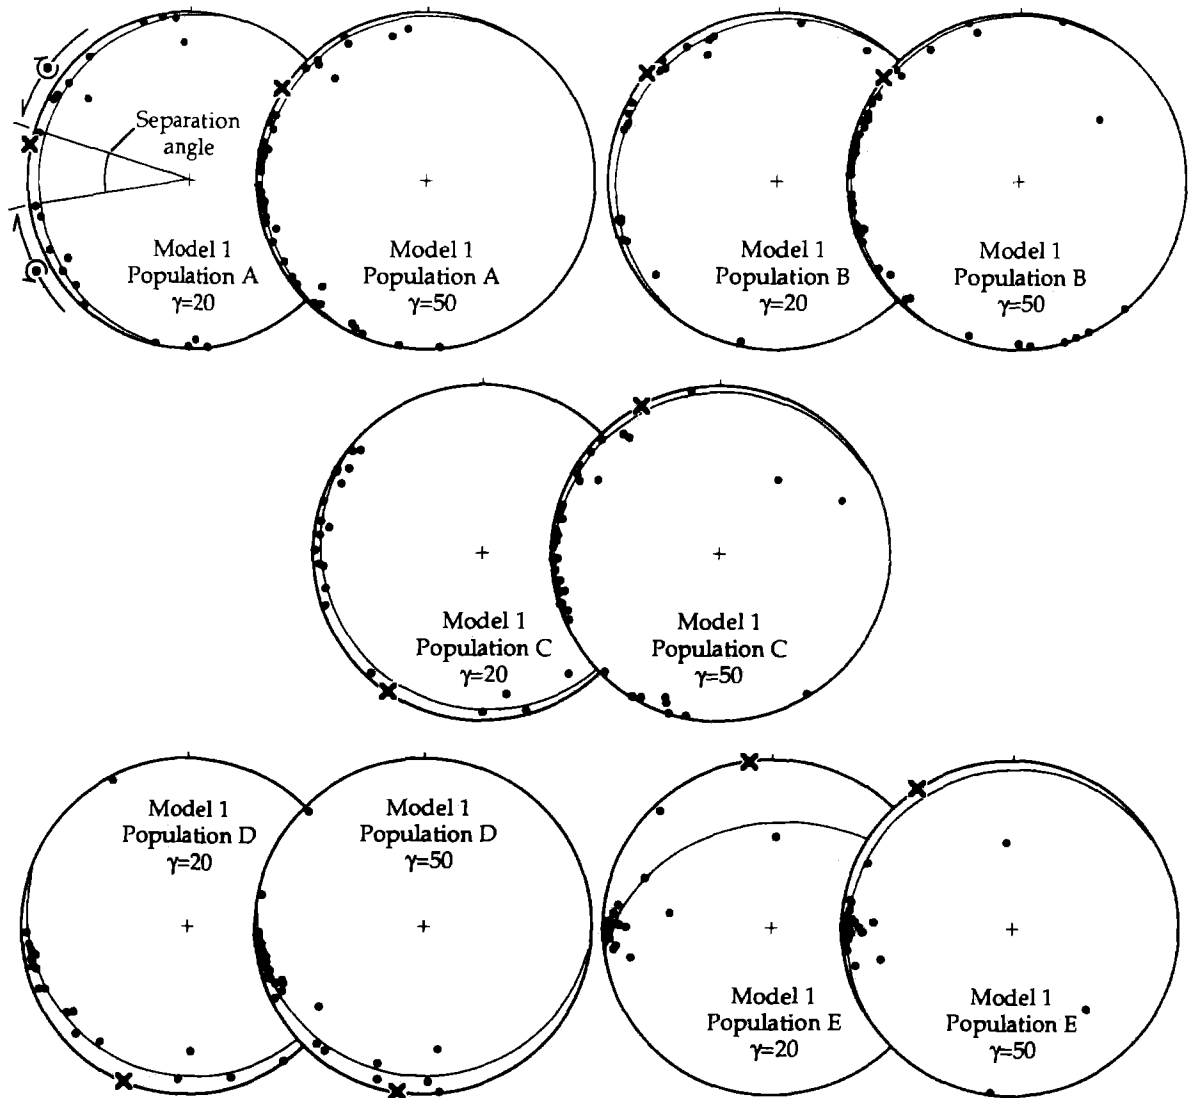 Separation
angle
Model 1
Population A
γ=20
Model 1
Population A
γ=50
Model 1
Population B
γ=20
Model 1
Population B
γ=50
Model 1
Population C
γ=20
Model 1
Population C
γ=50
Model 1
Population D
γ=20
Model 1
Population D
γ=50
Model 1
Population E
γ=20
Model 1
Population E
γ=50